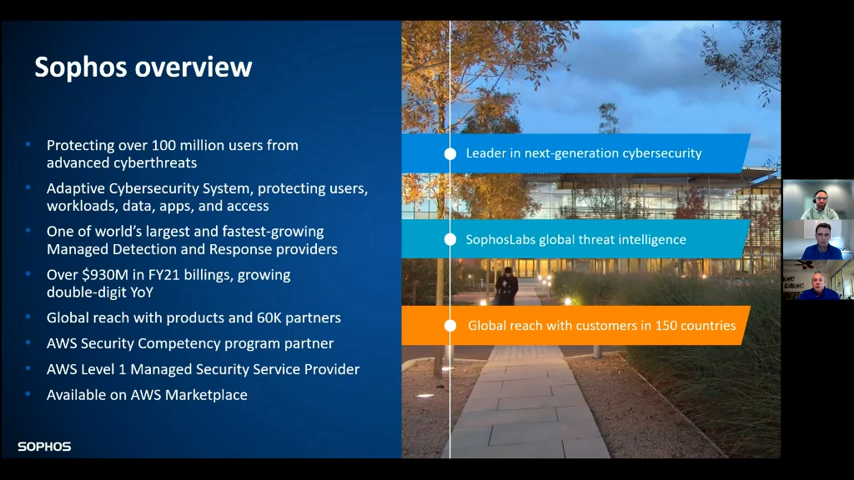 Sophos overview
Protecting over 100 million users from
advanced cyberthreats
Adaptive Cybersecurity System, protecting users,
workloads, data, apps, and access
One of world's largest and fastest-growing
Managed Detection and Response providers
Over $930M in FY21 billings, growing
double-digit YoY
Global reach with products and 60K partners
AWS Security Competency program partner
AWS Level 1 Managed Security Service Provider
Available on AWS Marketplace
SOPHOS
Leader in next-generation cybersecurity
SophosLabs global threat intelligence
Global reach with customers in 150 countries